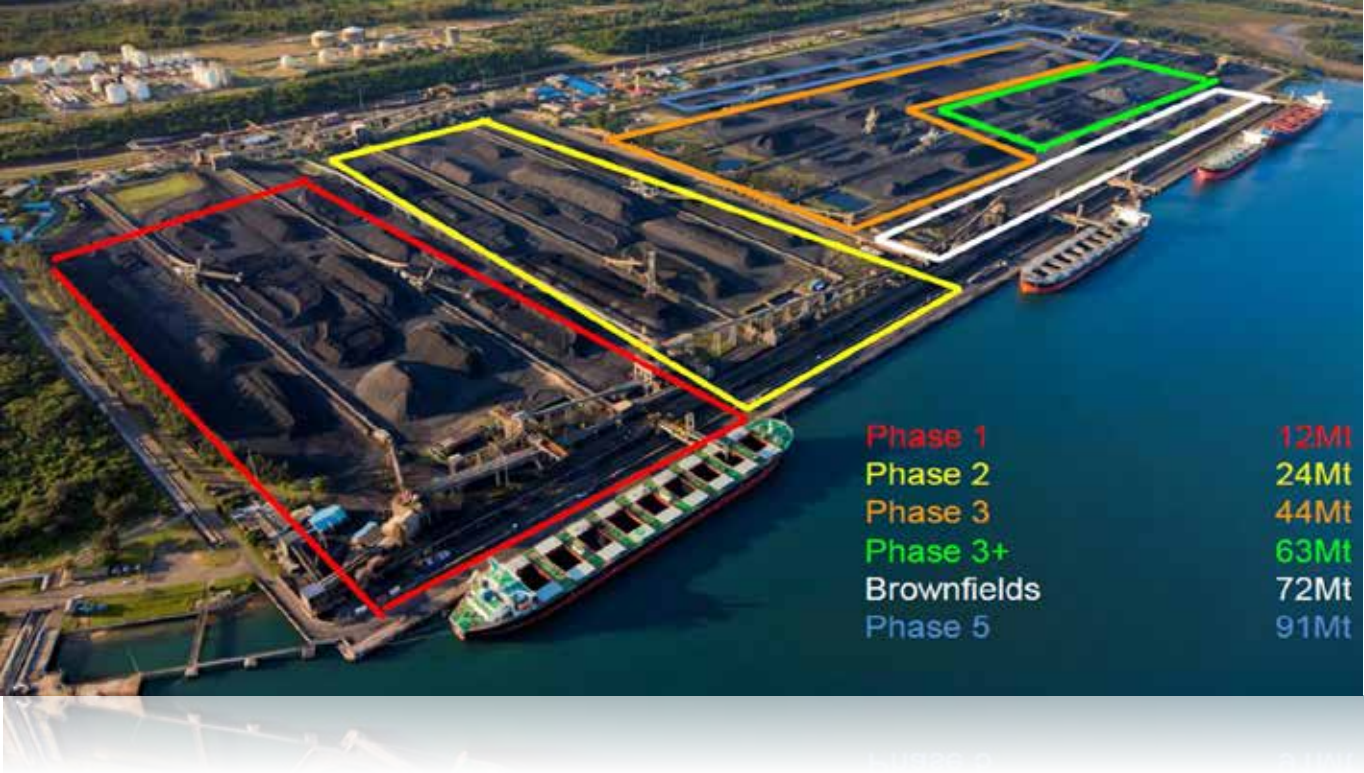 Phase 1 12Mt
Phase 2 24Mt
Phase 3 44Mt
Phase 3+ 63Mt
Brownfields 72Mt
Phase 5 91Mt